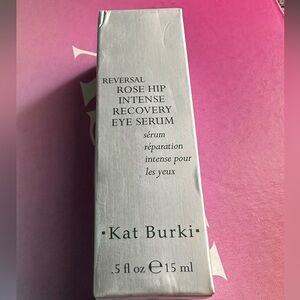 REVERSAL
ROSE HIP
INTENSE
RECOVERY
EYE SERUM
sérum
réparation
intense pour
les yeux
·Kat Burki·
.5 fl oz ℮ 15 ml